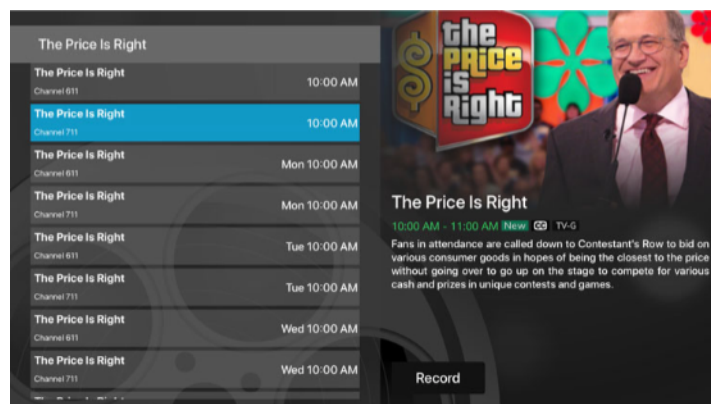 The Price Is Right
The Price Is Right
Channel 611
10:00 AM
The Price Is Right
Channel 711
10:00 AM
The Price Is Right
Channel 611
Mon 10:00 AM
The Price Is Right
Channel 711
Mon 10:00 AM
The Price Is Right
Channel 611
Tue 10:00 AM
The Price Is Right
Channel 711
Tue 10:00 AM
The Price Is Right
Channel 611
Wed 10:00 AM
The Price Is Right
Channel 711
Wed 10:00 AM
the
PRiCE
iS
Right
The Price Is Right
10:00 AM - 11:00 AM New CC TV-G
Fans in attendance are called down to Contestant's Row to bid on
various consumer goods in hopes of being the closest to the price
without going over to go up on the stage to compete for various
cash and prizes in unique contests and games.
Record